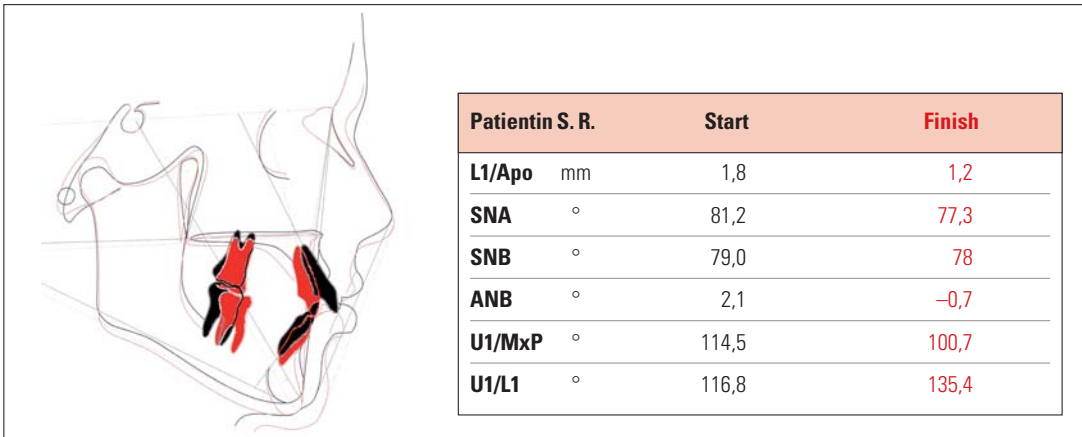 Patientin S. R. Start Finish
L1/Apo mm 1,8 1,2
SNA ° 81,2 77,3
SNB ° 79,0 78
ANB ° 2,1 –0,7
U1/MxP ° 114,5 100,7
U1/L1 ° 116,8 135,4